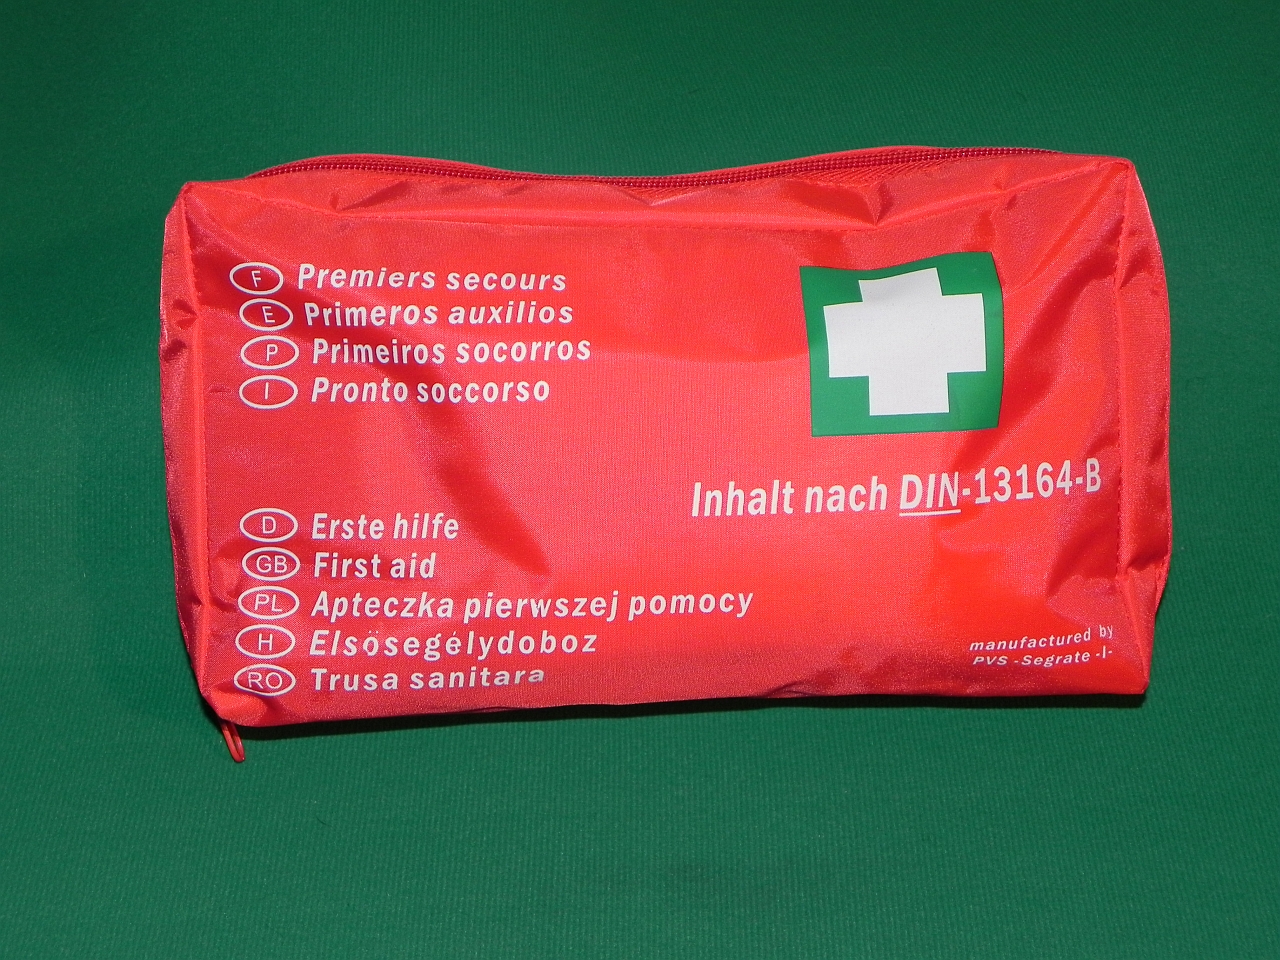 F Premiers secours
E Primeros auxilios
P Primeiros socorros
I Pronto soccorso
Inhalt nach DIN-13164-B
D Erste hilfe
GB First aid
PL Apteczka pierwszej pomocy
H Elsösegélydoboz
RO Trusa sanitara
manufactured by
PVS -Segrate -I-